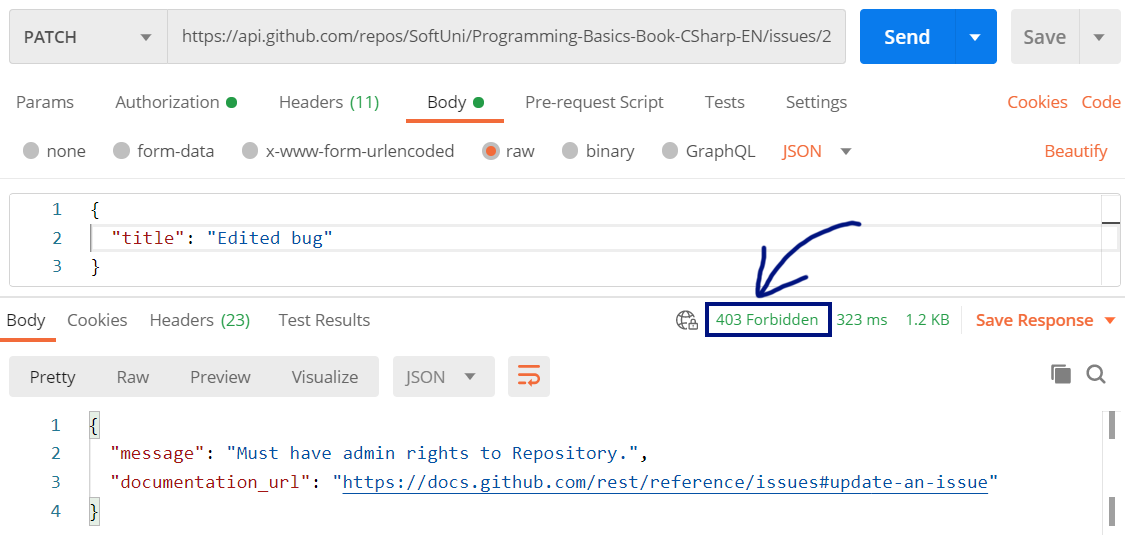 PATCH https://api.github.com/repos/SoftUni/Programming-Basics-Book-CSharp-EN/issues/2 Send Save
Params Authorization Headers (11) Body Pre-request Script Tests Settings Cookies Code
none form-data x-www-form-urlencoded raw binary GraphQL JSON Beautify
1 {
2 "title": "Edited bug"
3 }
Body Cookies Headers (23) Test Results 403 Forbidden 323 ms 1.2 KB Save Response
Pretty Raw Preview Visualize JSON
1 {
2 "message": "Must have admin rights to Repository.",
3 "documentation_url": "https://docs.github.com/rest/reference/issues#update-an-issue"
4 }